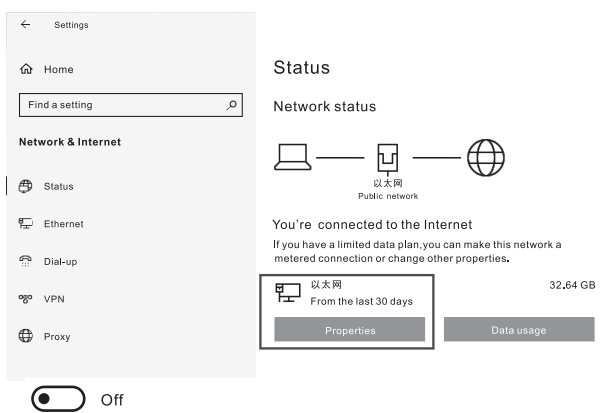 Settings
Home
Find a setting
Network & Internet
Status
Ethernet
Dial-up
VPN
Proxy
Off
Status
Network status
以太网
Public network
You're connected to the Internet
If you have a limited data plan,you can make this network a
metered connection or change other properties.
以太网
From the last 30 days
32.64 GB
Properties
Data usage